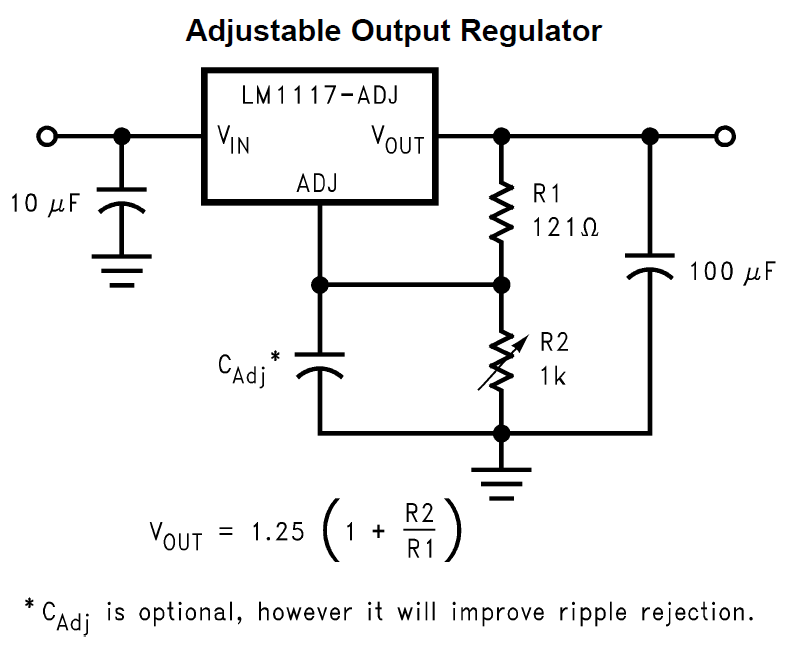 Adjustable Output Regulator
LM1117-ADJ
VIN
VOUT
ADJ
10 μF
R1
121Ω
100 μF
CAdj*
R2
1k
VOUT = 1.25 (1 + R2/R1)
* CAdj is optional, however it will improve ripple rejection.